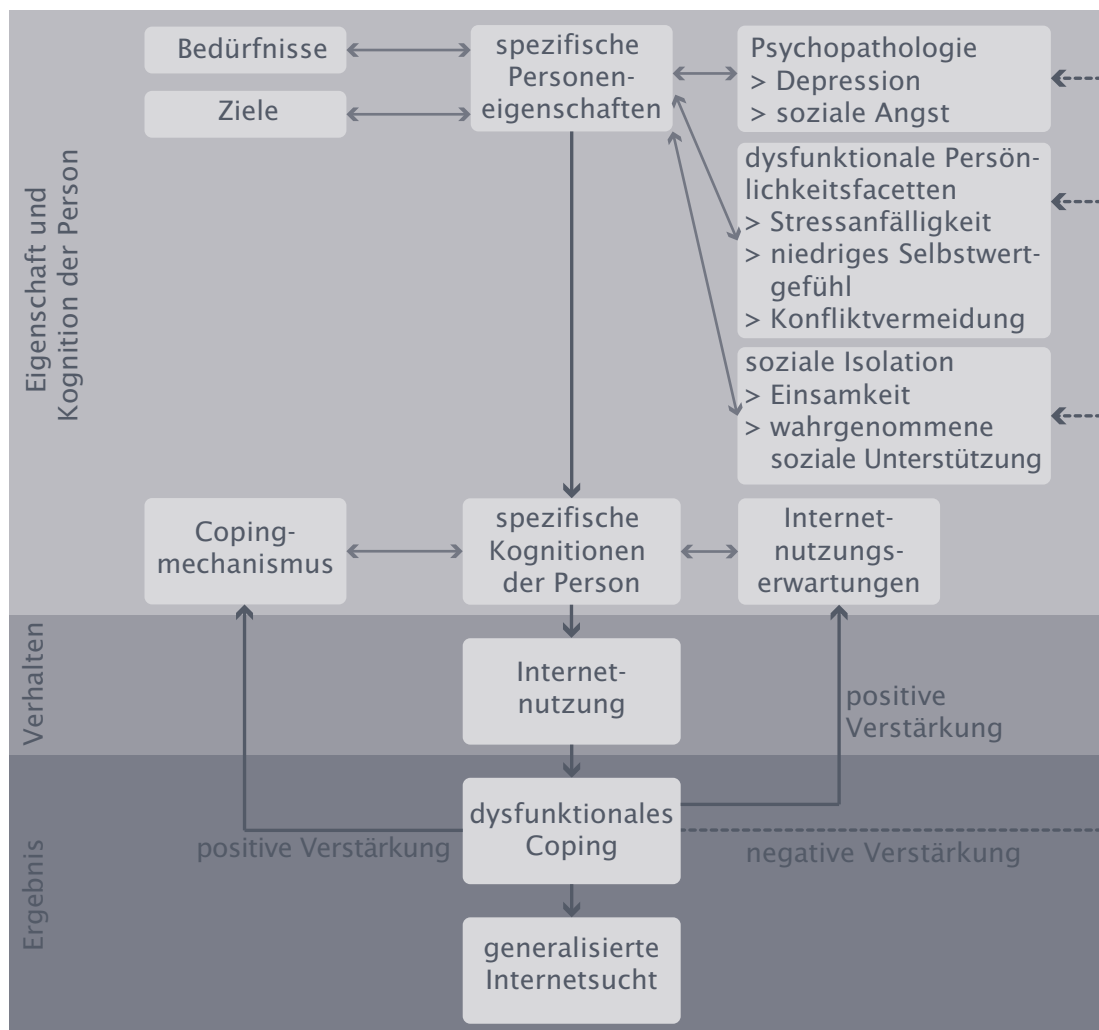 Eigenschaft und
Kognition der Person
Bedürfnisse
Ziele
spezifische
Personen-
eigenschaften
Psychopathologie
> Depression
> soziale Angst
dysfunktionale Persön-
lichkeitsfacetten
> Stressanfälligkeit
> niedriges Selbstwert-
gefühl
> Konfliktvermeidung
soziale Isolation
> Einsamkeit
> wahrgenommene
soziale Unterstützung
Coping-
mechanismus
spezifische
Kognitionen
der Person
Internet-
nutzungs-
erwartungen
Verhalten
Internet-
nutzung
positive
Verstärkung
Ergebnis
dysfunktionales
Coping
positive Verstärkung
negative Verstärkung
generalisierte
Internetsucht